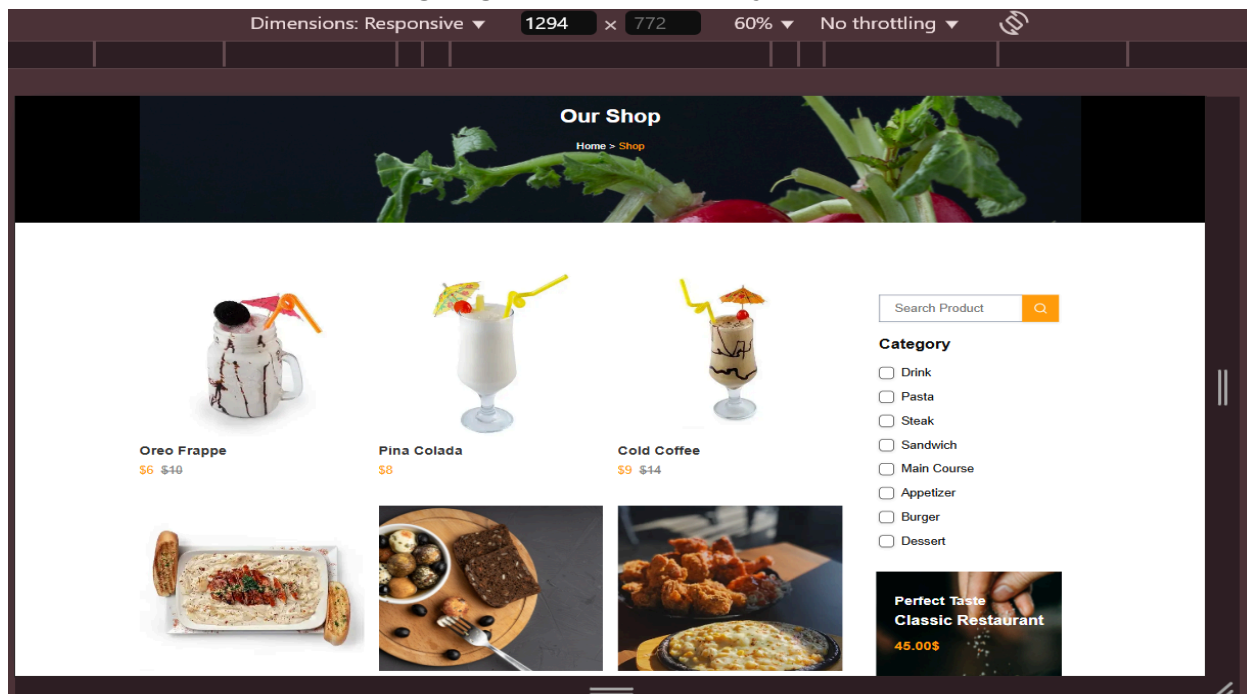 Dimensions: Responsive 1294 × 772 60% No throttling
Our Shop
Home > Shop
Oreo Frappe
$6 $10
Pina Colada
$8
Cold Coffee
$9 $14
Search Product
Category
Drink
Pasta
Steak
Sandwich
Main Course
Appetizer
Burger
Dessert
Perfect Taste
Classic Restaurant
45.00$